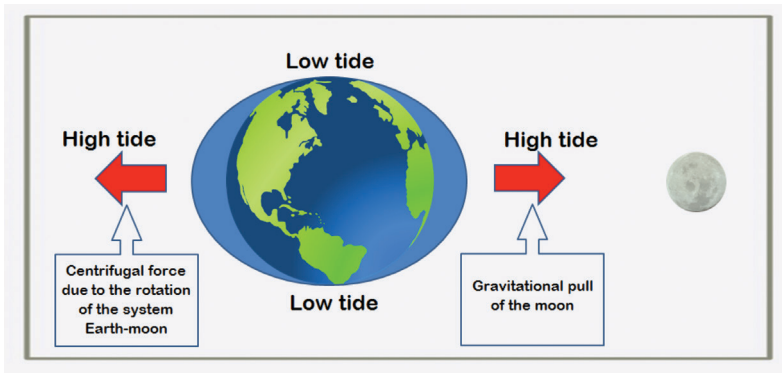 Low tide
High tide
High tide
Centrifugal force
due to the rotation
of the system
Earth-moon
Gravitational pull
of the moon
Low tide